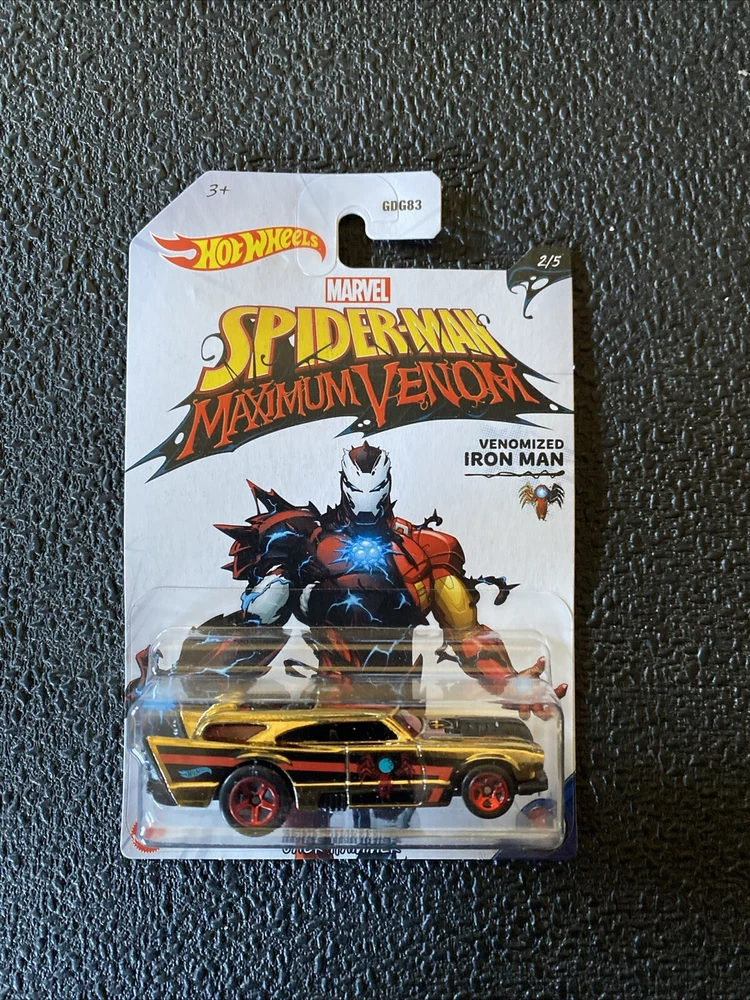 3+
GDG83
HOT WHEELS
2/5
MARVEL
SPIDER-MAN
MAXIMUM VENOM
VENOMIZED
IRON MAN